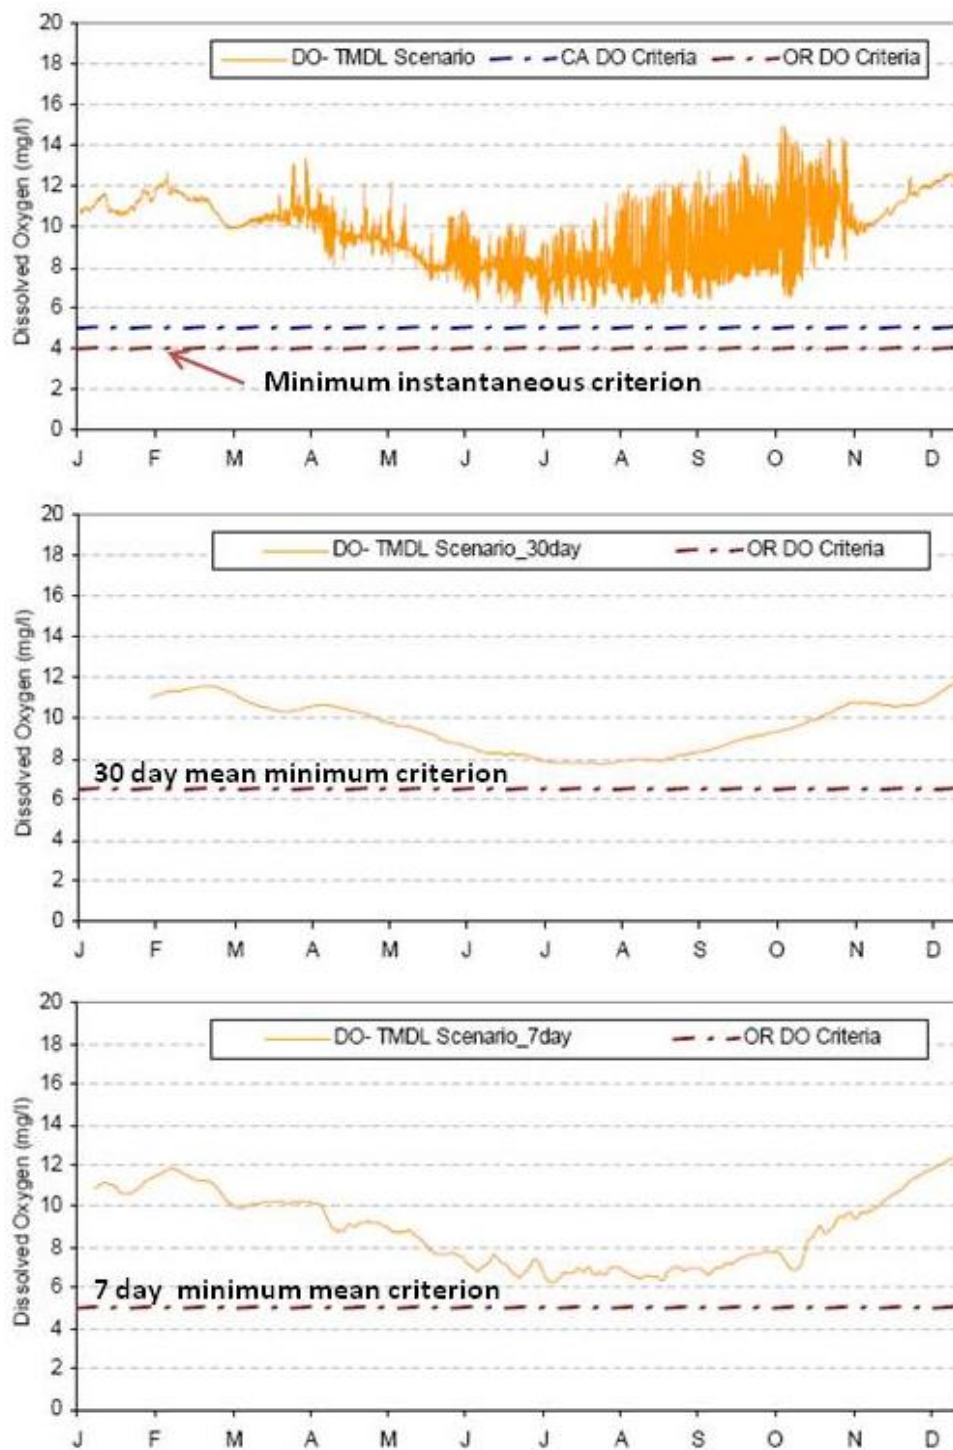 20
DO- TMDL Scenario CA DO Criteria OR DO Criteria
18
16
14
12
10
8
6
4
2
0
Dissolved Oxygen (mg/l)
Minimum instantaneous criterion
J F M A M J J A S O N D
20
DO- TMDL Scenario_30day OR DO Criteria
18
16
14
12
10
8
6
4
2
0
Dissolved Oxygen (mg/l)
30 day mean minimum criterion
J F M A M J J A S O N D
20
DO- TMDL Scenario_7day OR DO Criteria
18
16
14
12
10
8
6
4
2
0
Dissolved Oxygen (mg/l)
7 day minimum mean criterion
J F M A M J J A S O N D